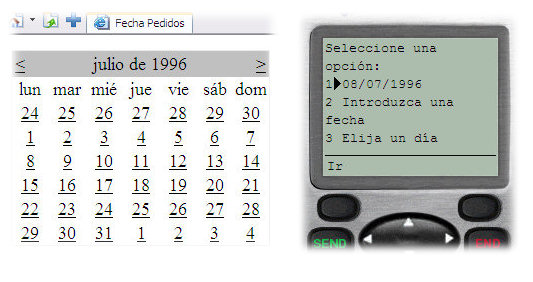 Fecha Pedidos
< julio de 1996 >
lun mar mié jue vie sáb dom
24 25 26 27 28 29 30
1 2 3 4 5 6 7
8 9 10 11 12 13 14
15 16 17 18 19 20 21
22 23 24 25 26 27 28
29 30 31 1 2 3 4
Seleccione una
opción:
1 08/07/1996
2 Introduzca una
fecha
3 Elija un día
Ir
SEND END